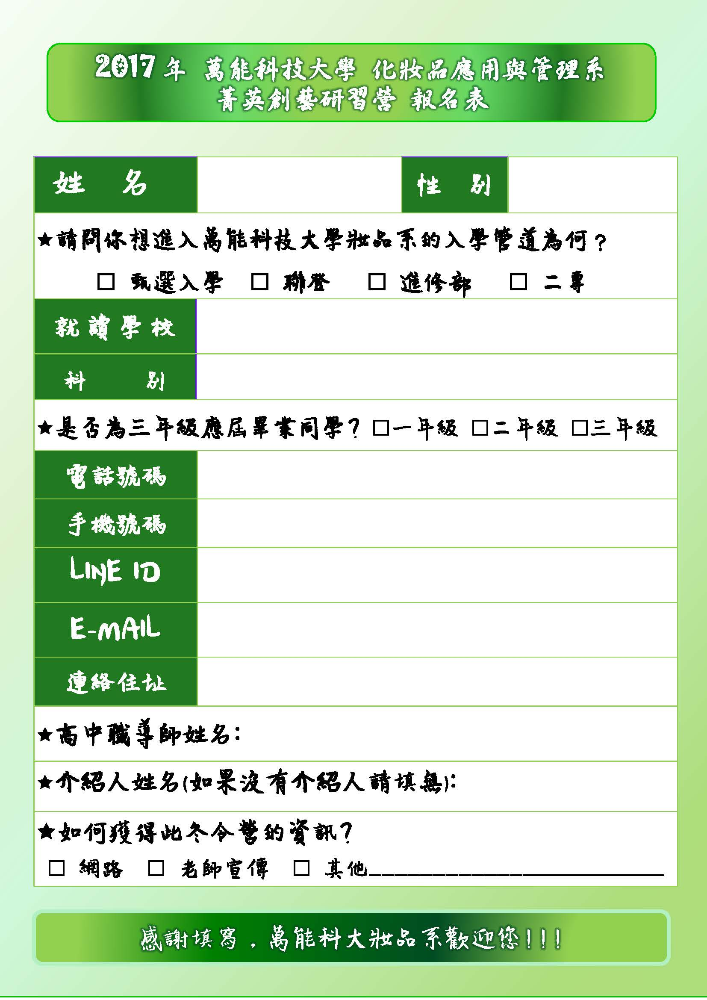 2017 年 萬能科技大學 化妝品應用與管理系
菁英創藝研習營 報名表
姓 名 性 別
★請問你想進入萬能科技大學妝品系的入學管道為何？
□ 甄選入學 □ 聯登 □ 進修部 □ 二專
就讀學校
科 別
★是否為三年級應屆畢業同學？ □一年級 □二年級 □三年級
電話號碼
手機號碼
LINE ID
E-MAIL
連絡住址
★高中職導師姓名：
★介紹人姓名(如果沒有介紹人請填無)：
★如何獲得此冬令營的資訊？
□ 網路 □ 老師宣傳 □ 其他_______________________
感謝填寫，萬能科大妝品系歡迎您!!!